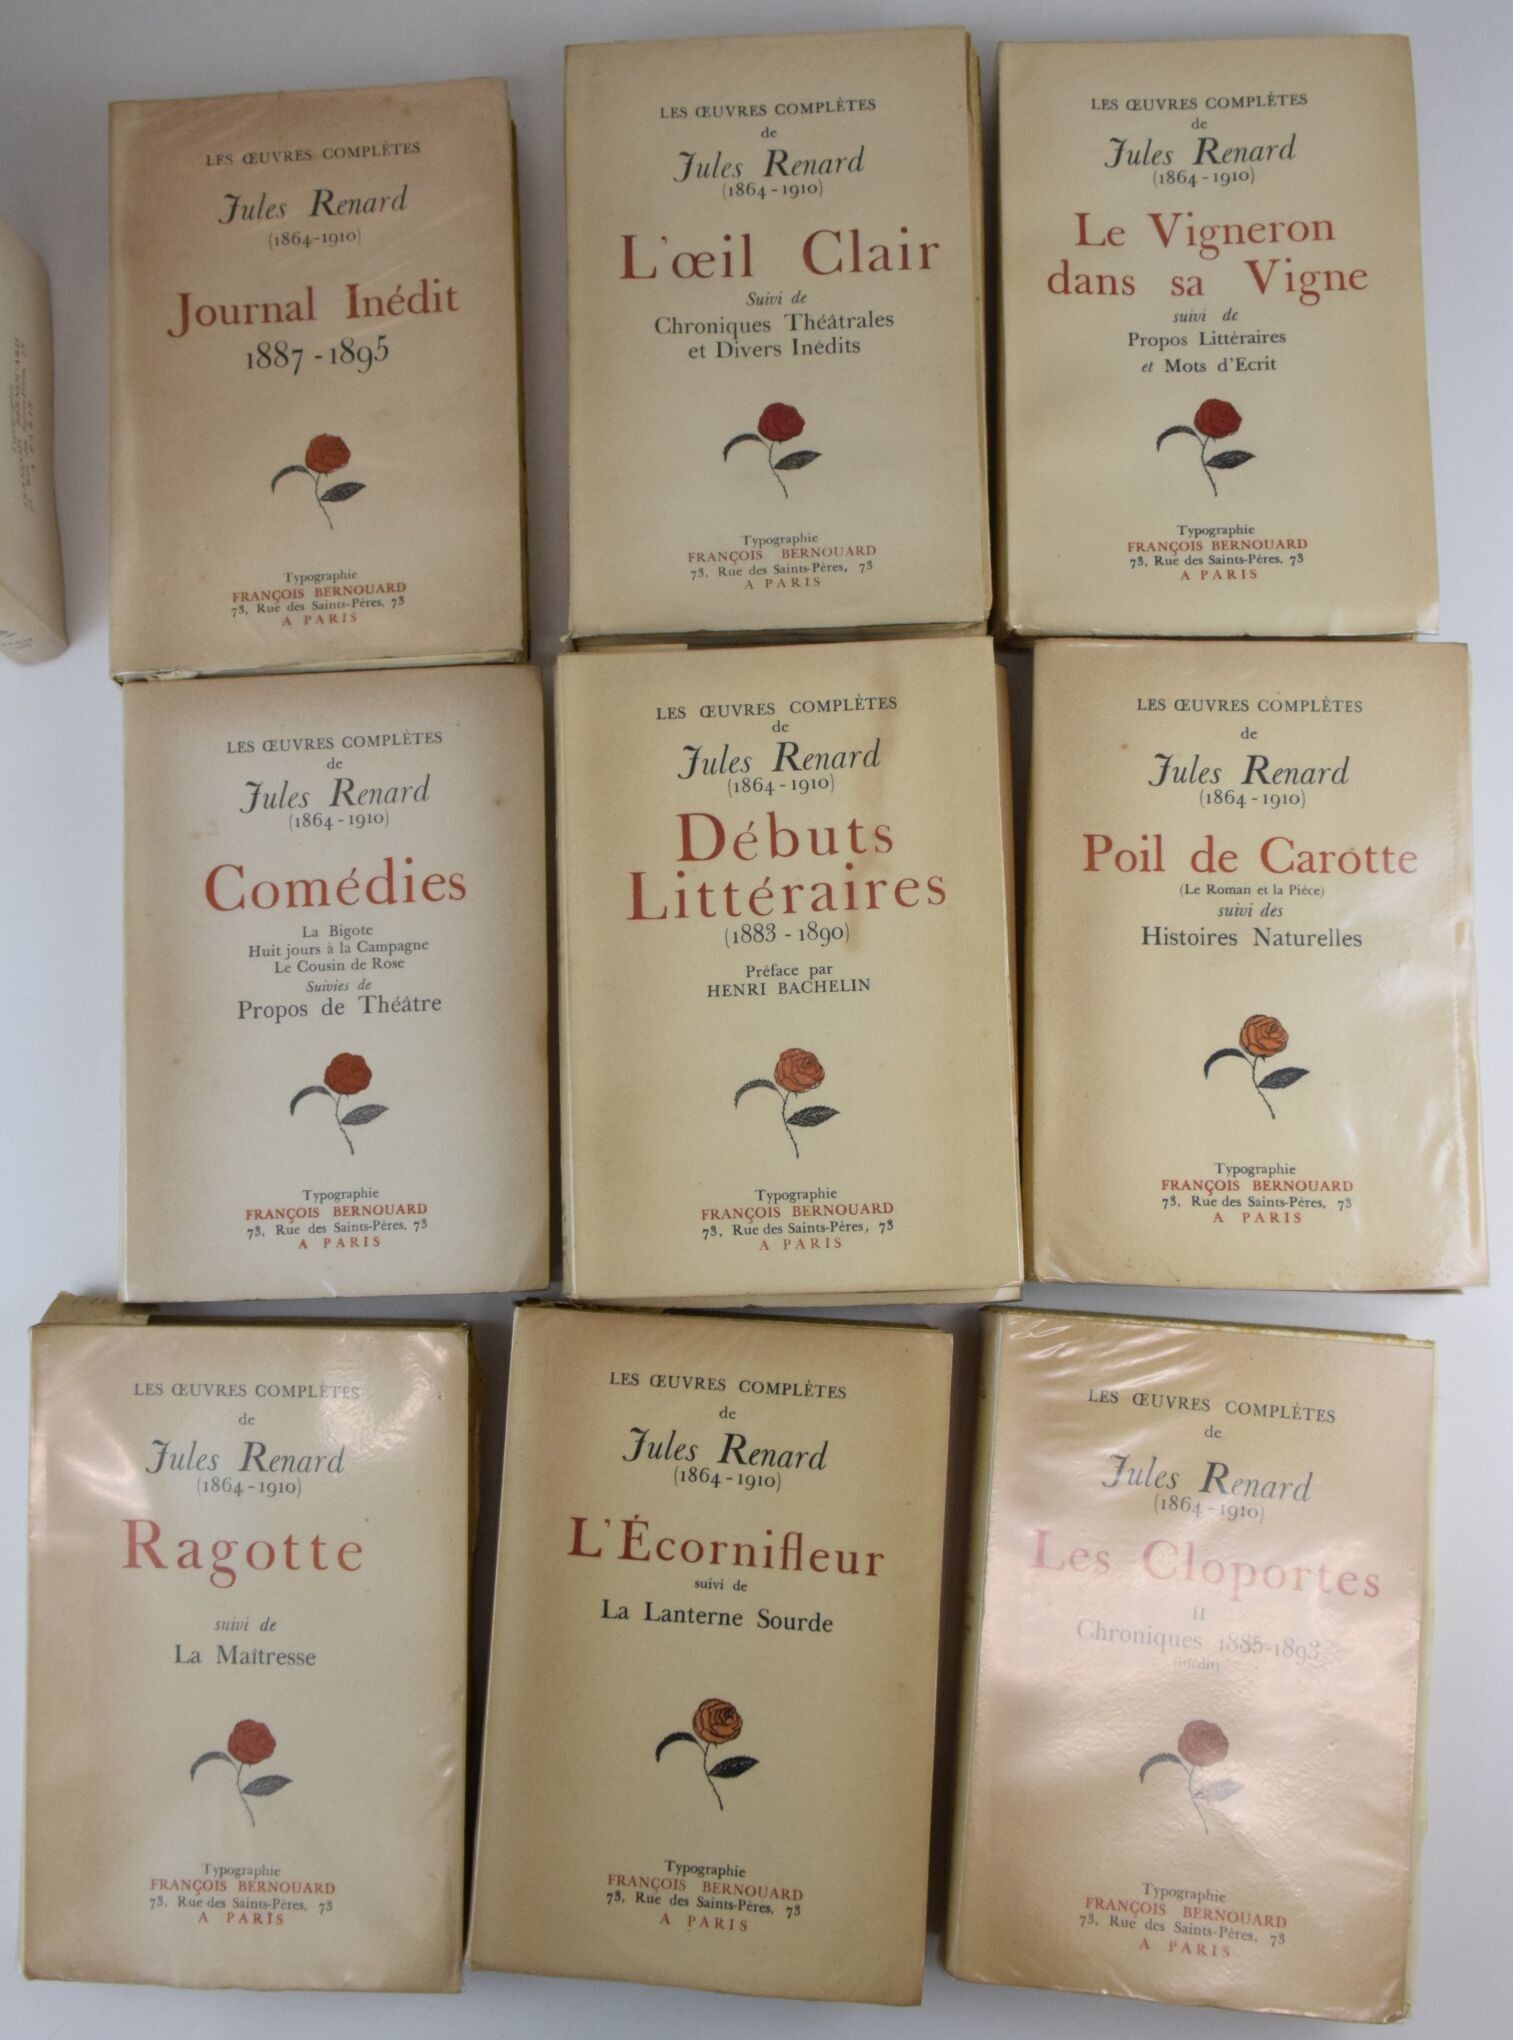 LES ŒUVRES COMPLÈTES
Jules Renard
(1864-1910)
Journal Inédit
1887-1895
Typographie
FRANÇOIS BERNOUARD
73, Rue des Saints-Pères, 73
A PARIS
LES ŒUVRES COMPLÈTES
de
Jules Renard
(1864-1910)
L'œil Clair
Suivi de
Chroniques Théâtrales
et Divers Inédits
Typographie
FRANÇOIS BERNOUARD
73, Rue des Saints-Pères, 73
A PARIS
LES ŒUVRES COMPLÈTES
de
Jules Renard
(1864-1910)
Le Vigneron
dans sa Vigne
suivi de
Propos Littéraires
et Mots d'Ecrit
Typographie
FRANÇOIS BERNOUARD
73, Rue des Saints-Pères, 73
A PARIS
LES ŒUVRES COMPLÈTES
de
Jules Renard
(1864-1910)
Comédies
La Bigote
Huit jours à la Campagne
Le Cousin de Rose
Suivies de
Propos de Théâtre
Typographie
FRANÇOIS BERNOUARD
73, Rue des Saints-Pères, 73
A PARIS
LES ŒUVRES COMPLÈTES
de
Jules Renard
(1864-1910)
Débuts
Littéraires
(1883-1890)
Préface par
HENRI BACHELIN
Typographie
FRANÇOIS BERNOUARD
73, Rue des Saints-Pères, 73
A PARIS
LES ŒUVRES COMPLÈTES
de
Jules Renard
(1864-1910)
Poil de Carotte
(Le Roman et la Pièce)
suivi des
Histoires Naturelles
Typographie
FRANÇOIS BERNOUARD
73, Rue des Saints-Pères, 73
A PARIS
LES ŒUVRES COMPLÈTES
de
Jules Renard
(1864-1910)
Ragotte
suivi de
La Maîtresse
Typographie
FRANÇOIS BERNOUARD
73, Rue des Saints-Pères, 73
A PARIS
LES ŒUVRES COMPLÈTES
de
Jules Renard
(1864-1910)
L'Écornifleur
suivi de
La Lanterne Sourde
Typographie
FRANÇOIS BERNOUARD
73, Rue des Saints-Pères, 73
A PARIS
LES ŒUVRES COMPLÈTES
de
Jules Renard
(1864-1910)
Les Cloportes
II
Chroniques 1885-1893
(inédit)
Typographie
FRANÇOIS BERNOUARD
73, Rue des Saints-Pères, 73
A PARIS